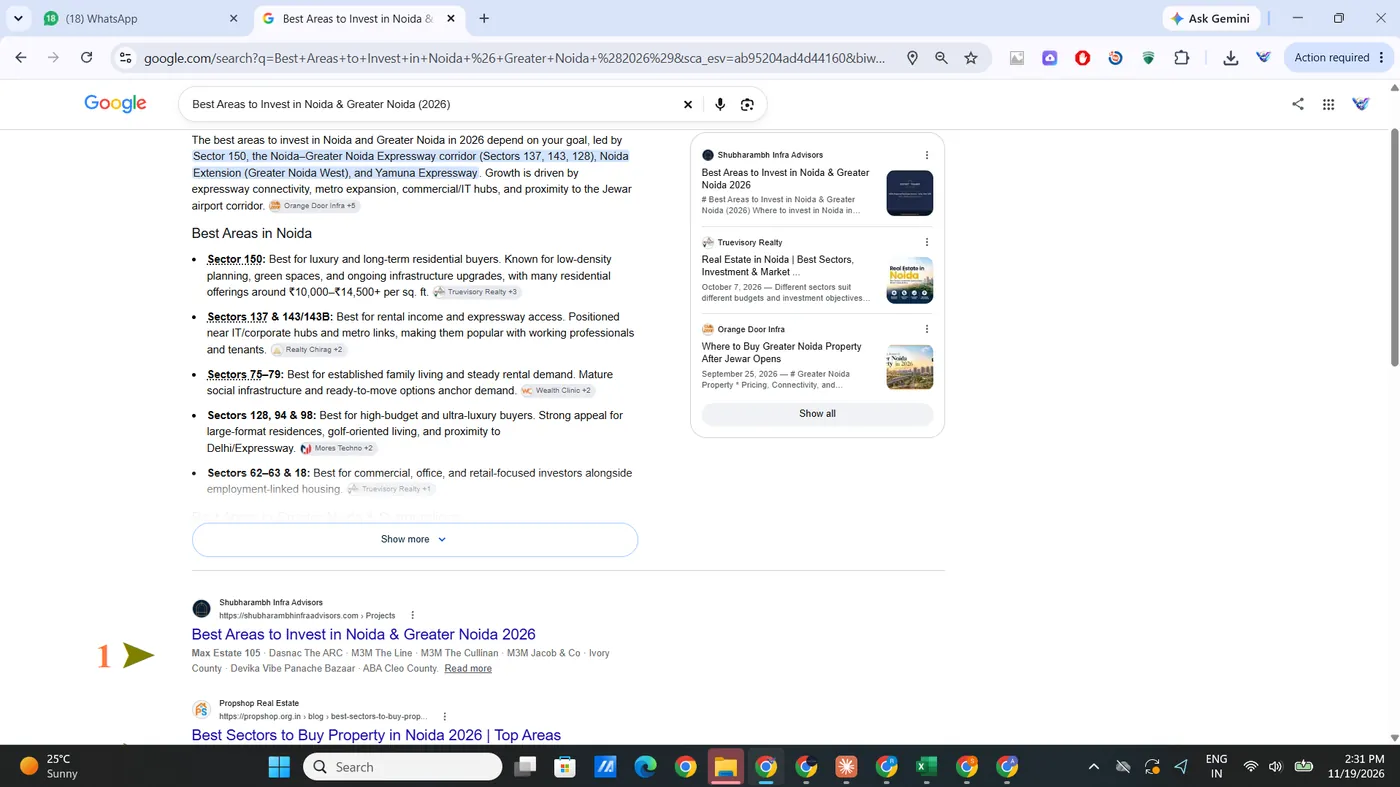 18
(18) WhatsApp
Best Areas to Invest in Noida &
Ask Gemini
google.com/search?q=Best+Areas+to+Invest+in+Noida+%26+Greater+Noida+%282026%29&sca_esv=ab95204ad4d44160&biw...
Action required
Google
Best Areas to Invest in Noida & Greater Noida (2026)
The best areas to invest in Noida and Greater Noida in 2026 depend on your goal, led by
Sector 150, the Noida–Greater Noida Expressway corridor (Sectors 137, 143, 128), Noida
Extension (Greater Noida West), and Yamuna Expressway. Growth is driven by
expressway connectivity, metro expansion, commercial/IT hubs, and proximity to the Jewar
airport corridor. Orange Door Infra +5
Best Areas in Noida
• Sector 150: Best for luxury and long-term residential buyers. Known for low-density
planning, green spaces, and ongoing infrastructure upgrades, with many residential
offerings around ₹10,000–₹14,500+ per sq. ft. Truevisory Realty +3
• Sectors 137 & 143/143B: Best for rental income and expressway access. Positioned
near IT/corporate hubs and metro links, making them popular with working professionals
and tenants. Realty Chirag +2
• Sectors 75–79: Best for established family living and steady rental demand. Mature
social infrastructure and ready-to-move options anchor demand. Wealth Clinic +2
• Sectors 128, 94 & 98: Best for high-budget and ultra-luxury buyers. Strong appeal for
large-format residences, golf-oriented living, and proximity to
Delhi/Expressway. Mores Techno +2
• Sectors 62–63 & 18: Best for commercial, office, and retail-focused investors alongside
employment-linked housing. Truevisory Realty +1
Show more
Shubharambh Infra Advisors
Best Areas to Invest in Noida & Greater
Noida 2026
# Best Areas to Invest in Noida & Greater
Noida (2026) Where to invest in Noida in...
Truevisory Realty
Real Estate in Noida | Best Sectors,
Investment & Market ...
October 7, 2026 — Different sectors suit
different budgets and investment objectives...
Real Estate in
Noida
Orange Door Infra
Where to Buy Greater Noida Property
After Jewar Opens
September 25, 2026 — # Greater Noida
Property * Pricing, Connectivity, and...
Show all
Shubharambh Infra Advisors
https://shubharambhinfraadvisors.com › Projects
Best Areas to Invest in Noida & Greater Noida 2026
1
Max Estate 105 · Dasnac The ARC · M3M The Line · M3M The Cullinan · M3M Jacob & Co · Ivory
County · Devika Vibe Panache Bazaar · ABA Cleo County. Read more
PS
Propshop Real Estate
https://propshop.org.in › blog › best-sectors-to-buy-prop...
Best Sectors to Buy Property in Noida 2026 | Top Areas
25°C
Sunny
Search
ENG
IN
2:31 PM
11/19/2026